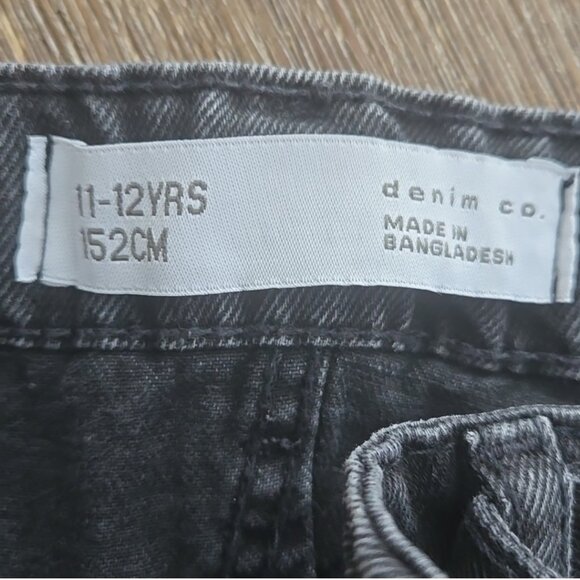 11-12YRS
152CM
denim co.
MADE IN
BANGLADESH